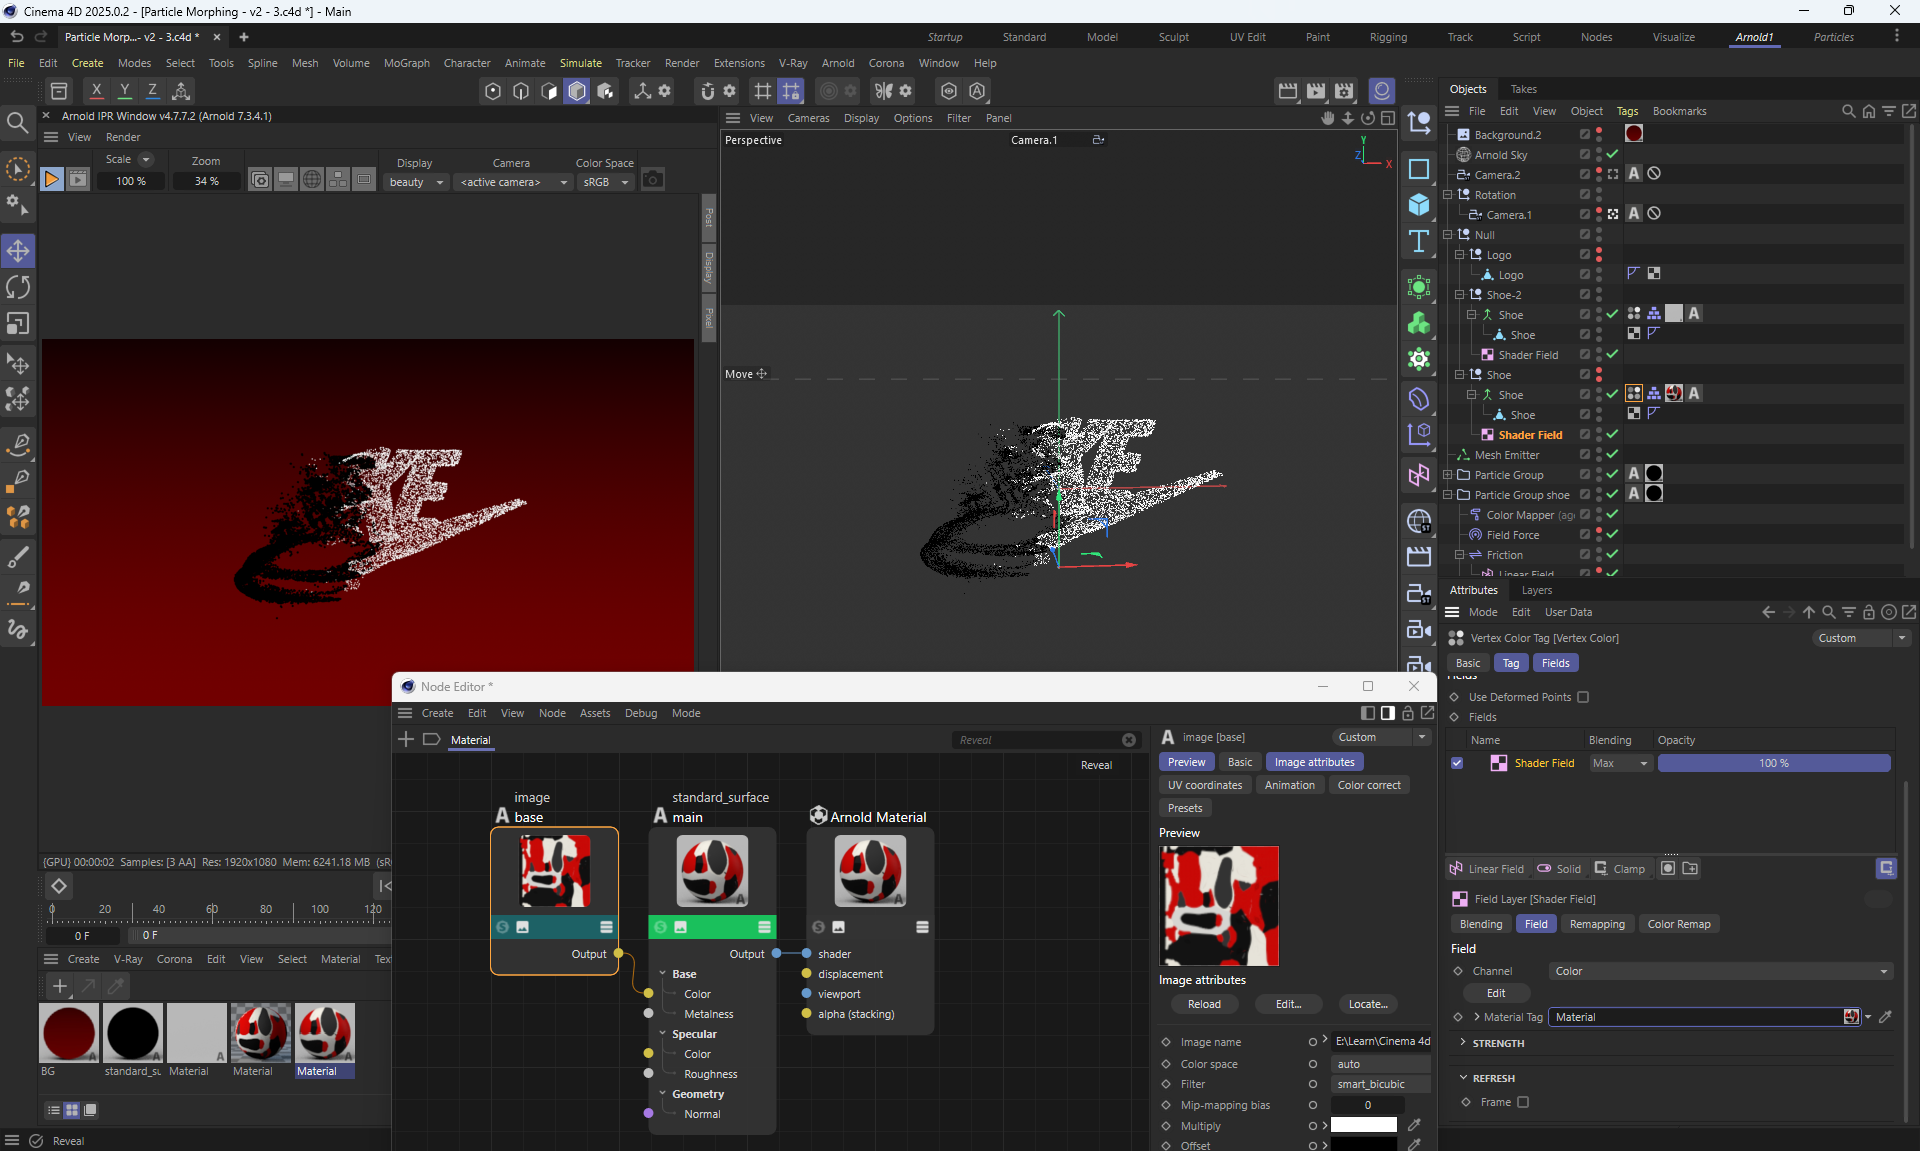 Cinema 4D 2025.0.2 - [Particle Morphing - v2 - 3.c4d *] - Main
Particle Morp...- v2 - 3.c4d *
Startup Standard Model Sculpt UV Edit Paint Rigging Track Script Nodes Visualize Arnold1 Particles
File Edit Create Modes Select Tools Spline Mesh Volume MoGraph Character Animate Simulate Tracker Render Extensions V-Ray Arnold Corona Window Help
X Y Z
Arnold IPR Window v4.7.7.2 (Arnold 7.3.4.1)
View Render
Scale Zoom Display Camera Color Space
100 % 34 % beauty <active camera> sRGB
Post
Display
Pixel
View Cameras Display Options Filter Panel
Perspective Camera.1
Y
Z
X
Move
{GPU} 00:00:02 Samples: [3 AA] Res: 1920x1080 Mem: 6241.18 MB (sR
0 20 40 60 80 100 120
0 F 0 F
Create V-Ray Corona Edit View Select Material Tex
BG standard_su Material Material Material
Reveal
Node Editor *
Create Edit View Node Assets Debug Mode
Material
Reveal
Reveal
image
base
Output
standard_surface
main
Output
Base
Color
Metalness
Specular
Color
Roughness
Geometry
Normal
Arnold Material
shader
displacement
viewport
alpha (stacking)
image [base] Custom
Preview Basic Image attributes
UV coordinates Animation Color correct
Presets
Preview
Image attributes
Reload Edit... Locate...
Image name E:\Learn\Cinema 4d
Color space auto
Filter smart_bicubic
Mip-mapping bias 0
Multiply
Offset
Objects Takes
File Edit View Object Tags Bookmarks
Background.2
Arnold Sky
Camera.2
Rotation
Camera.1
Null
Logo
Logo
Shoe-2
Shoe
Shoe
Shader Field
Shoe
Shoe
Shoe
Shader Field
Mesh Emitter
Particle Group
Particle Group shoe
Color Mapper (ag
Field Force
Friction
Linear Field
Attributes Layers
Mode Edit User Data
Vertex Color Tag [Vertex Color] Custom
Basic Tag Fields
Fields
Use Deformed Points
Fields
Name Blending Opacity
Shader Field Max 100 %
Linear Field Solid Clamp
Field Layer [Shader Field]
Blending Field Remapping Color Remap
Field
Channel Color
Edit
Material Tag Material
STRENGTH
REFRESH
Frame